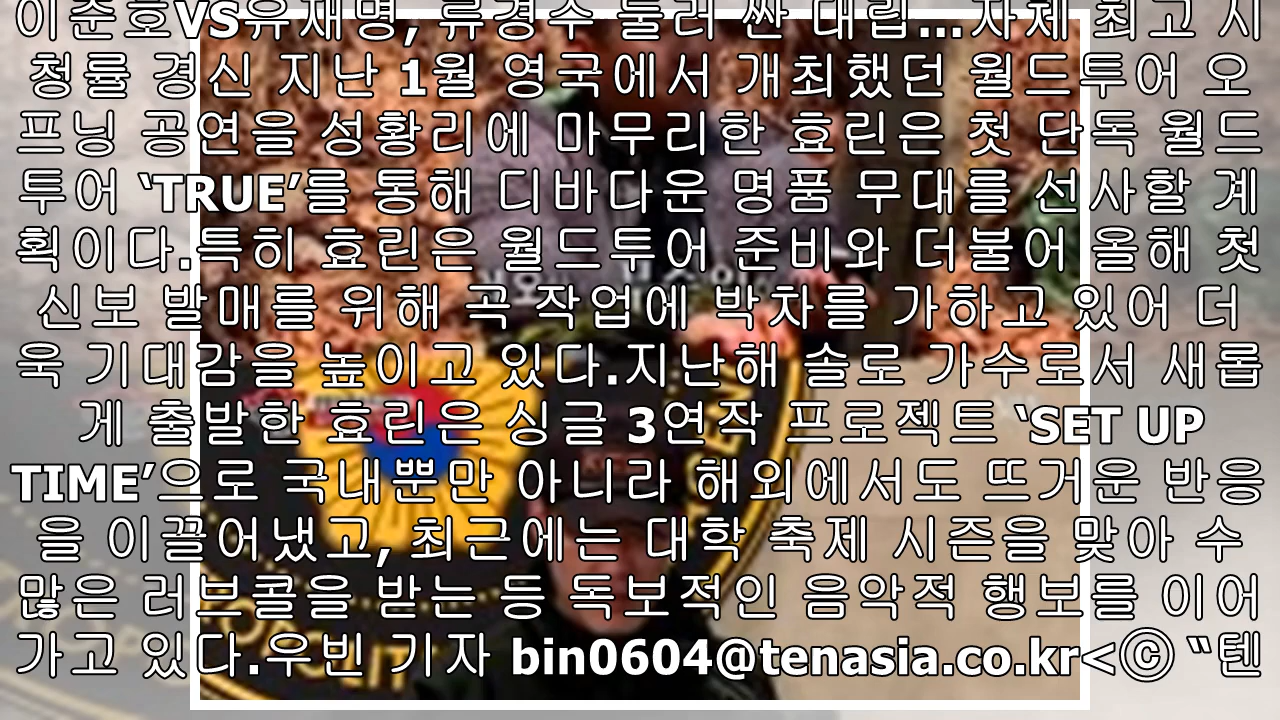 이준호VS유재명, 류경수 둘러 싼 대립…자체 최고 시
청률 경신 지난 1월 영국에서 개최했던 월드투어 오
프닝 공연을 성황리에 마무리한 효린은 첫 단독 월드
투어 ‘TRUE’를 통해 디바다운 명품 무대를 선사할 계
획이다.특히 효린은 월드투어 준비와 더불어 올해 첫
신보 발매를 위해 곡 작업에 박차를 가하고 있어 더
욱 기대감을 높이고 있다.지난해 솔로 가수로서 새롭
게 출발한 효린은 싱글 3연작 프로젝트 ‘SET UP
TIME’으로 국내뿐만 아니라 해외에서도 뜨거운 반응
을 이끌어냈고, 최근에는 대학 축제 시즌을 맞아 수
많은 러브콜을 받는 등 독보적인 음악적 행보를 이어
가고 있다.우빈 기자 bin0604@tenasia.co.kr<ⓒ “텐